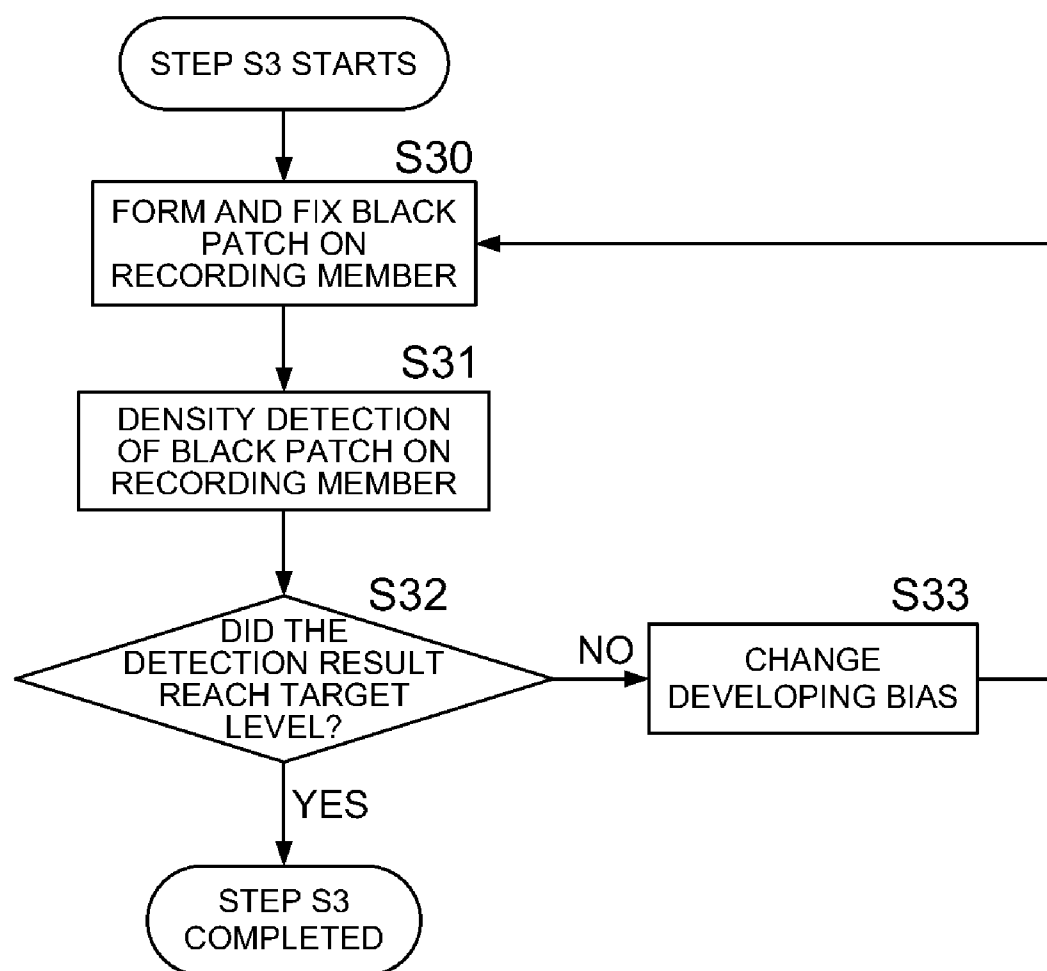 STEP S3 STARTS
S30
FORM AND FIX BLACK
PATCH ON
RECORDING MEMBER
S31
DENSITY DETECTION
OF BLACK PATCH ON
RECORDING MEMBER
S32
DID THE
DETECTION RESULT
REACH TARGET
LEVEL?
NO
S33
CHANGE
DEVELOPING BIAS
YES
STEP S3
COMPLETED